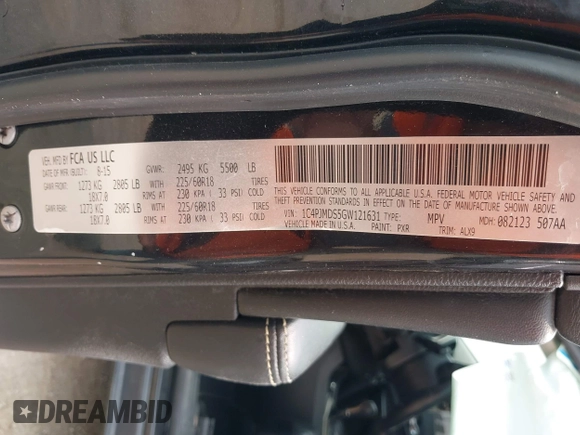 VEH. MFD BY FCA US LLC
DATE OF MFR (BUILT): 8-15 GVWR: 2495 KG 5500 LB
GAWR FRONT: 1273 KG 2805 LB 225/60R18 TIRES
18X7.0 RIMS AT 230 KPA / 33 PSI/ COLD
GAWR REAR: 1273 KG 2805 LB 225/60R18 TIRES
18X7.0 RIMS AT 230 KPA / 33 PSI/ COLD
THIS VEHICLE CONFORMS TO ALL APPLICABLE U.S.A. FEDERAL MOTOR VEHICLE SAFETY, BUMPER
AND THEFT PREVENTION STANDARDS IN EFFECT ON THE DATE OF MANUFACTURE SHOWN ABOVE.
VIN: 1C4PJMDS5GW121631 TYPE: MPV MDH: 082123 507AA
VEHICLE MADE IN U.S.A. PAINT: PXR TRIM: ALX9
DREAMBID